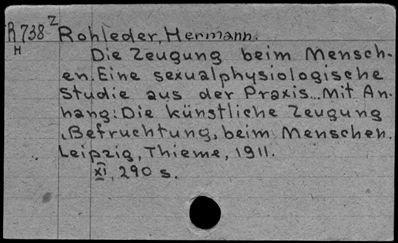 R738 Z Rohleder, Hermann.
H
Die Zeugung beim Mensch-
en. Eine sexualphysiologische
Studie aus der Praxis... Mit An-
hang: Die künstliche Zeugung
(Befruchtung) beim Menschen.
Leipzig, Thieme, 1911.
XI, 290 s.